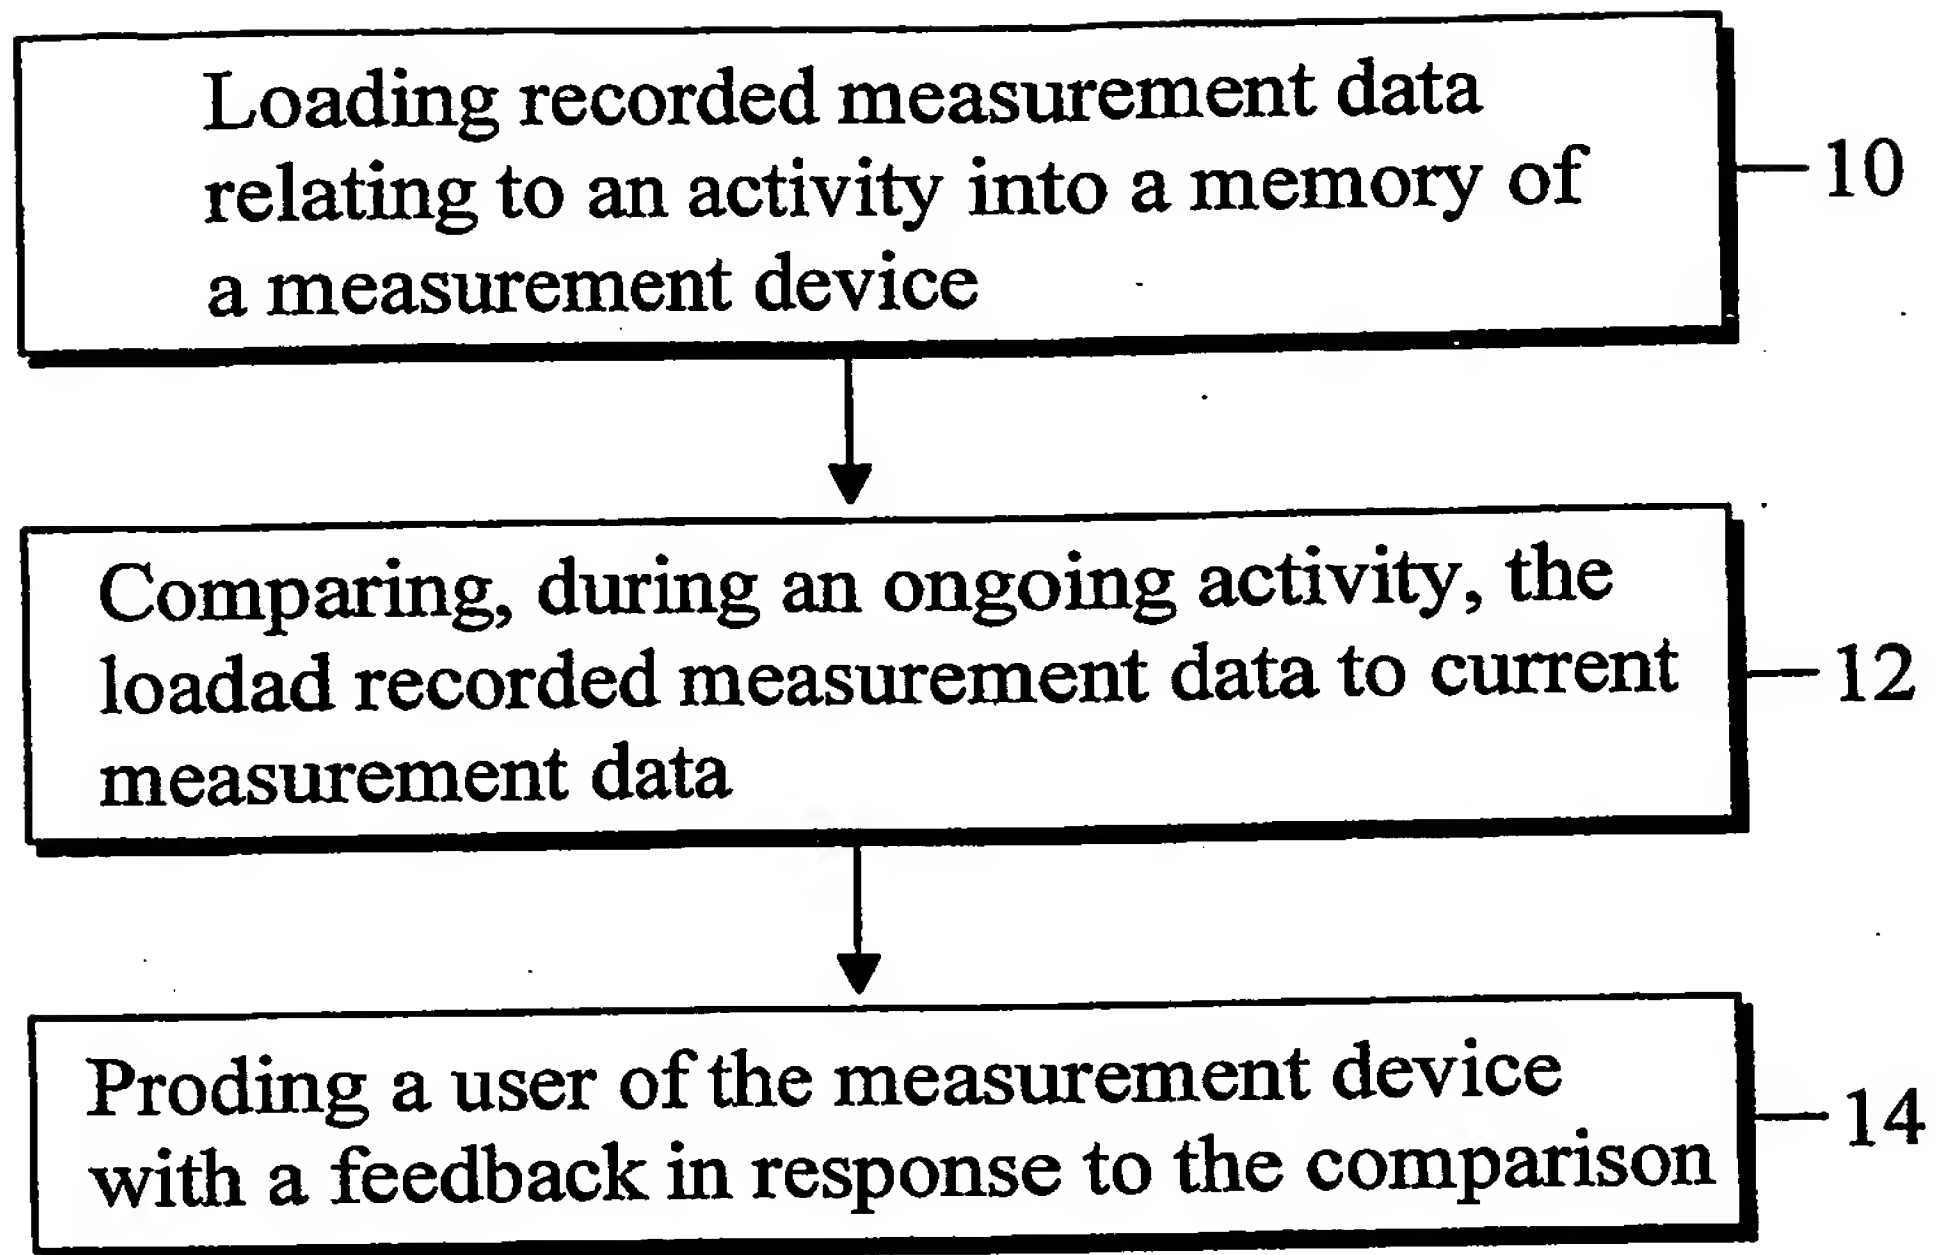 Loading recorded measurement data
relating to an activity into a memory of
a measurement device
10
Comparing, during an ongoing activity, the
loadad recorded measurement data to current
measurement data
12
Proding a user of the measurement device
with a feedback in response to the comparison
14